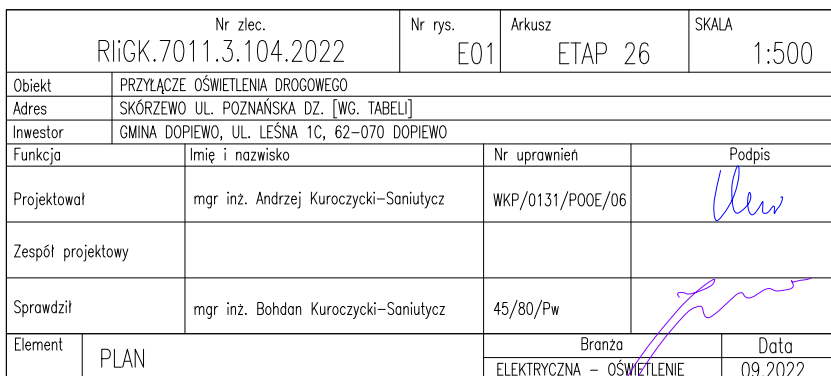 Nr zlec. Nr rys. Arkusz SKALA
RIiGK.7011.3.104.2022 E01 ETAP 26 1:500
Obiekt PRZYŁĄCZE OŚWIETLENIA DROGOWEGO
Adres SKÓRZEWO UL. POZNAŃSKA DZ. [WG. TABELI]
Inwestor GMINA DOPIEWO, UL. LEŚNA 1C, 62-070 DOPIEWO
Funkcja Imię i nazwisko Nr uprawnień Podpis
Projektował mgr inż. Andrzej Kuroczycki-Saniutycz WKP/0131/POOE/06
Zespół projektowy
Sprawdził mgr inż. Bohdan Kuroczycki-Saniutycz 45/80/Pw
Element PLAN Branża Data
ELEKTRYCZNA - OŚWIETLENIE 09.2022